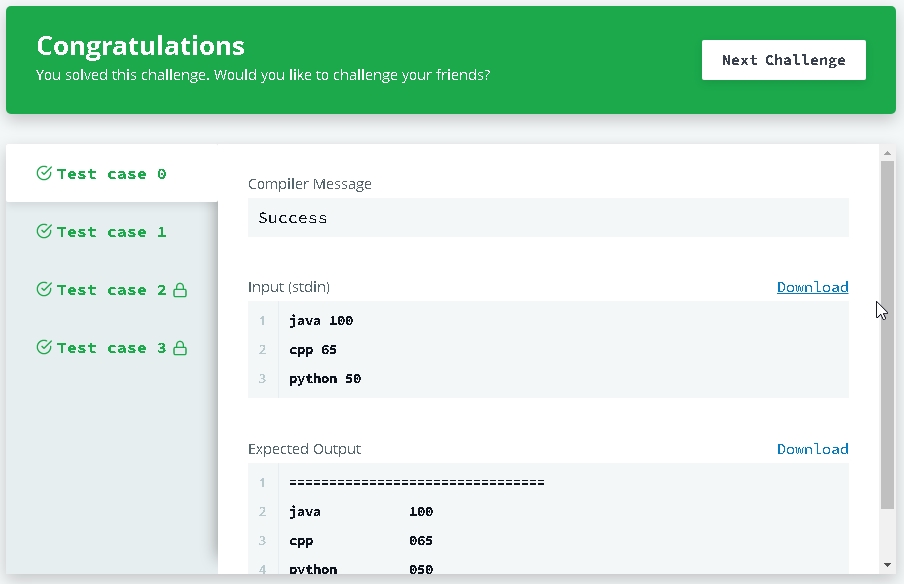 Congratulations
You solved this challenge. Would you like to challenge your friends?
Next Challenge
Test case 0
Test case 1
Test case 2
Test case 3
Compiler Message
Success
Input (stdin)
Download
1 java 100
2 cpp 65
3 python 50
Expected Output
Download
1 ================================
2 java 100
3 cpp 065
4 python 050